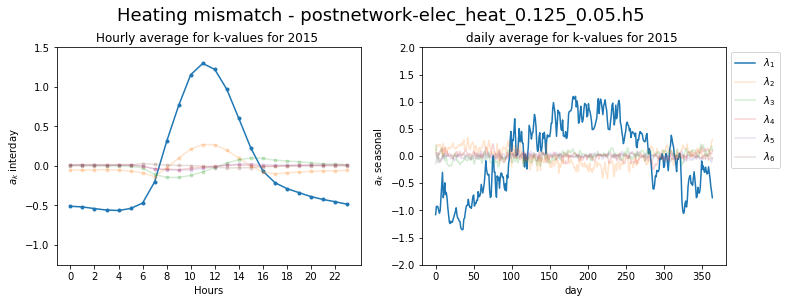 Heating mismatch - postnetwork-elec_heat_0.125_0.05.h5
Hourly average for k-values for 2015
1.5
1.0
0.5
0.0
−0.5
−1.0
a_k interday
0 2 4 6 8 10 12 14 16 18 20 22
Hours
daily average for k-values for 2015
2.0
1.5
1.0
0.5
0.0
−0.5
−1.0
−1.5
−2.0
a_k seasonal
0 50 100 150 200 250 300 350
day
λ₁
λ₂
λ₃
λ₄
λ₅
λ₆